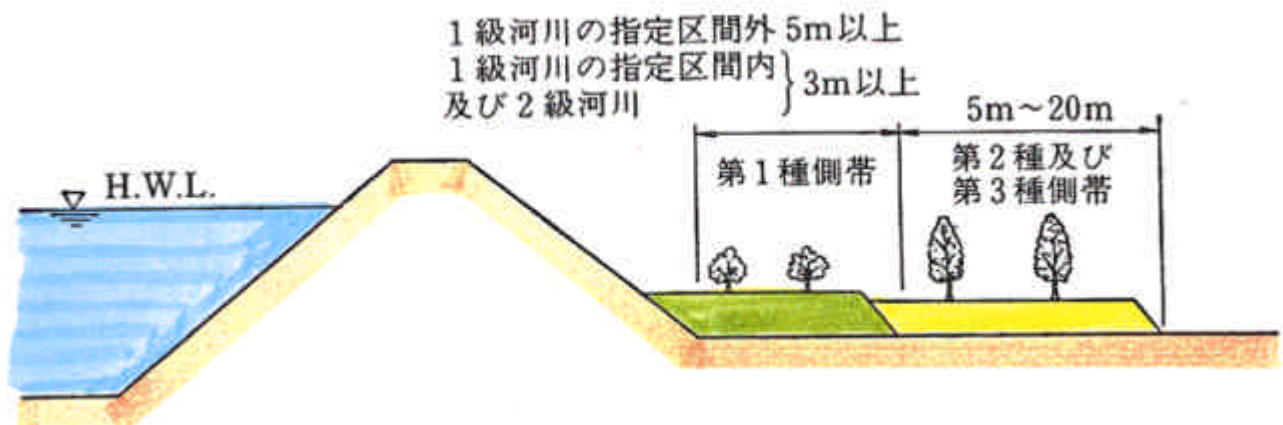 1級河川の指定区間外 5m以上
1級河川の指定区間内
及び2級河川
3m以上
5m〜20m
第1種側帯
第2種及び
第3種側帯
H.W.L.